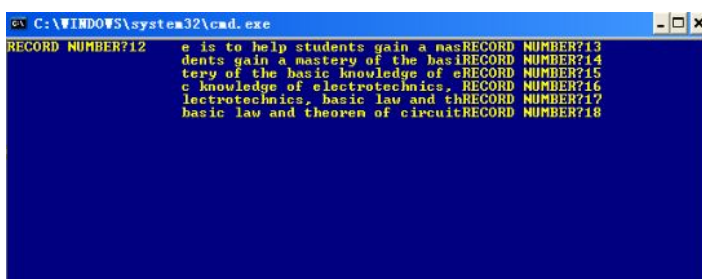 C:\WINDOWS\system32\cmd.exe
RECORD NUMBER?12 e is to help students gain a masRECORD NUMBER?13
dents gain a mastery of the basiRECORD NUMBER?14
tery of the basic knowledge of eRECORD NUMBER?15
c knowledge of electrotechnics, RECORD NUMBER?16
lectrotechnics, basic law and thRECORD NUMBER?17
basic law and theorem of circuitRECORD NUMBER?18